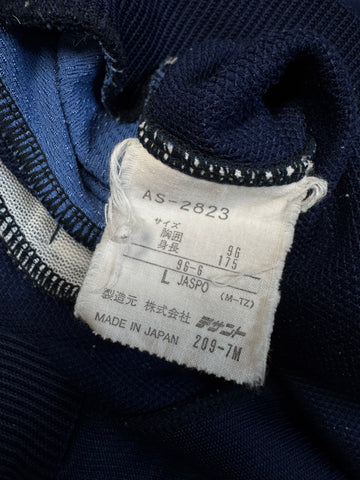 AS-2823
サイズ
胸囲 96
身長 175
96-6
L JASPO (M-TZ)
製造元 株式会社 デサント
MADE IN JAPAN 209-7M